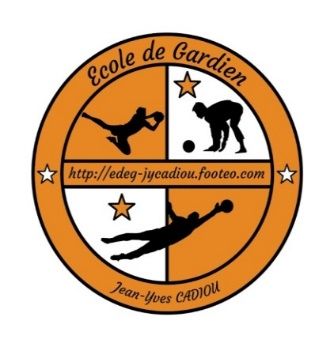 Ecole de Gardien
http://edeg-jycadiou.footeo.com
Jean-Yves CADIOU